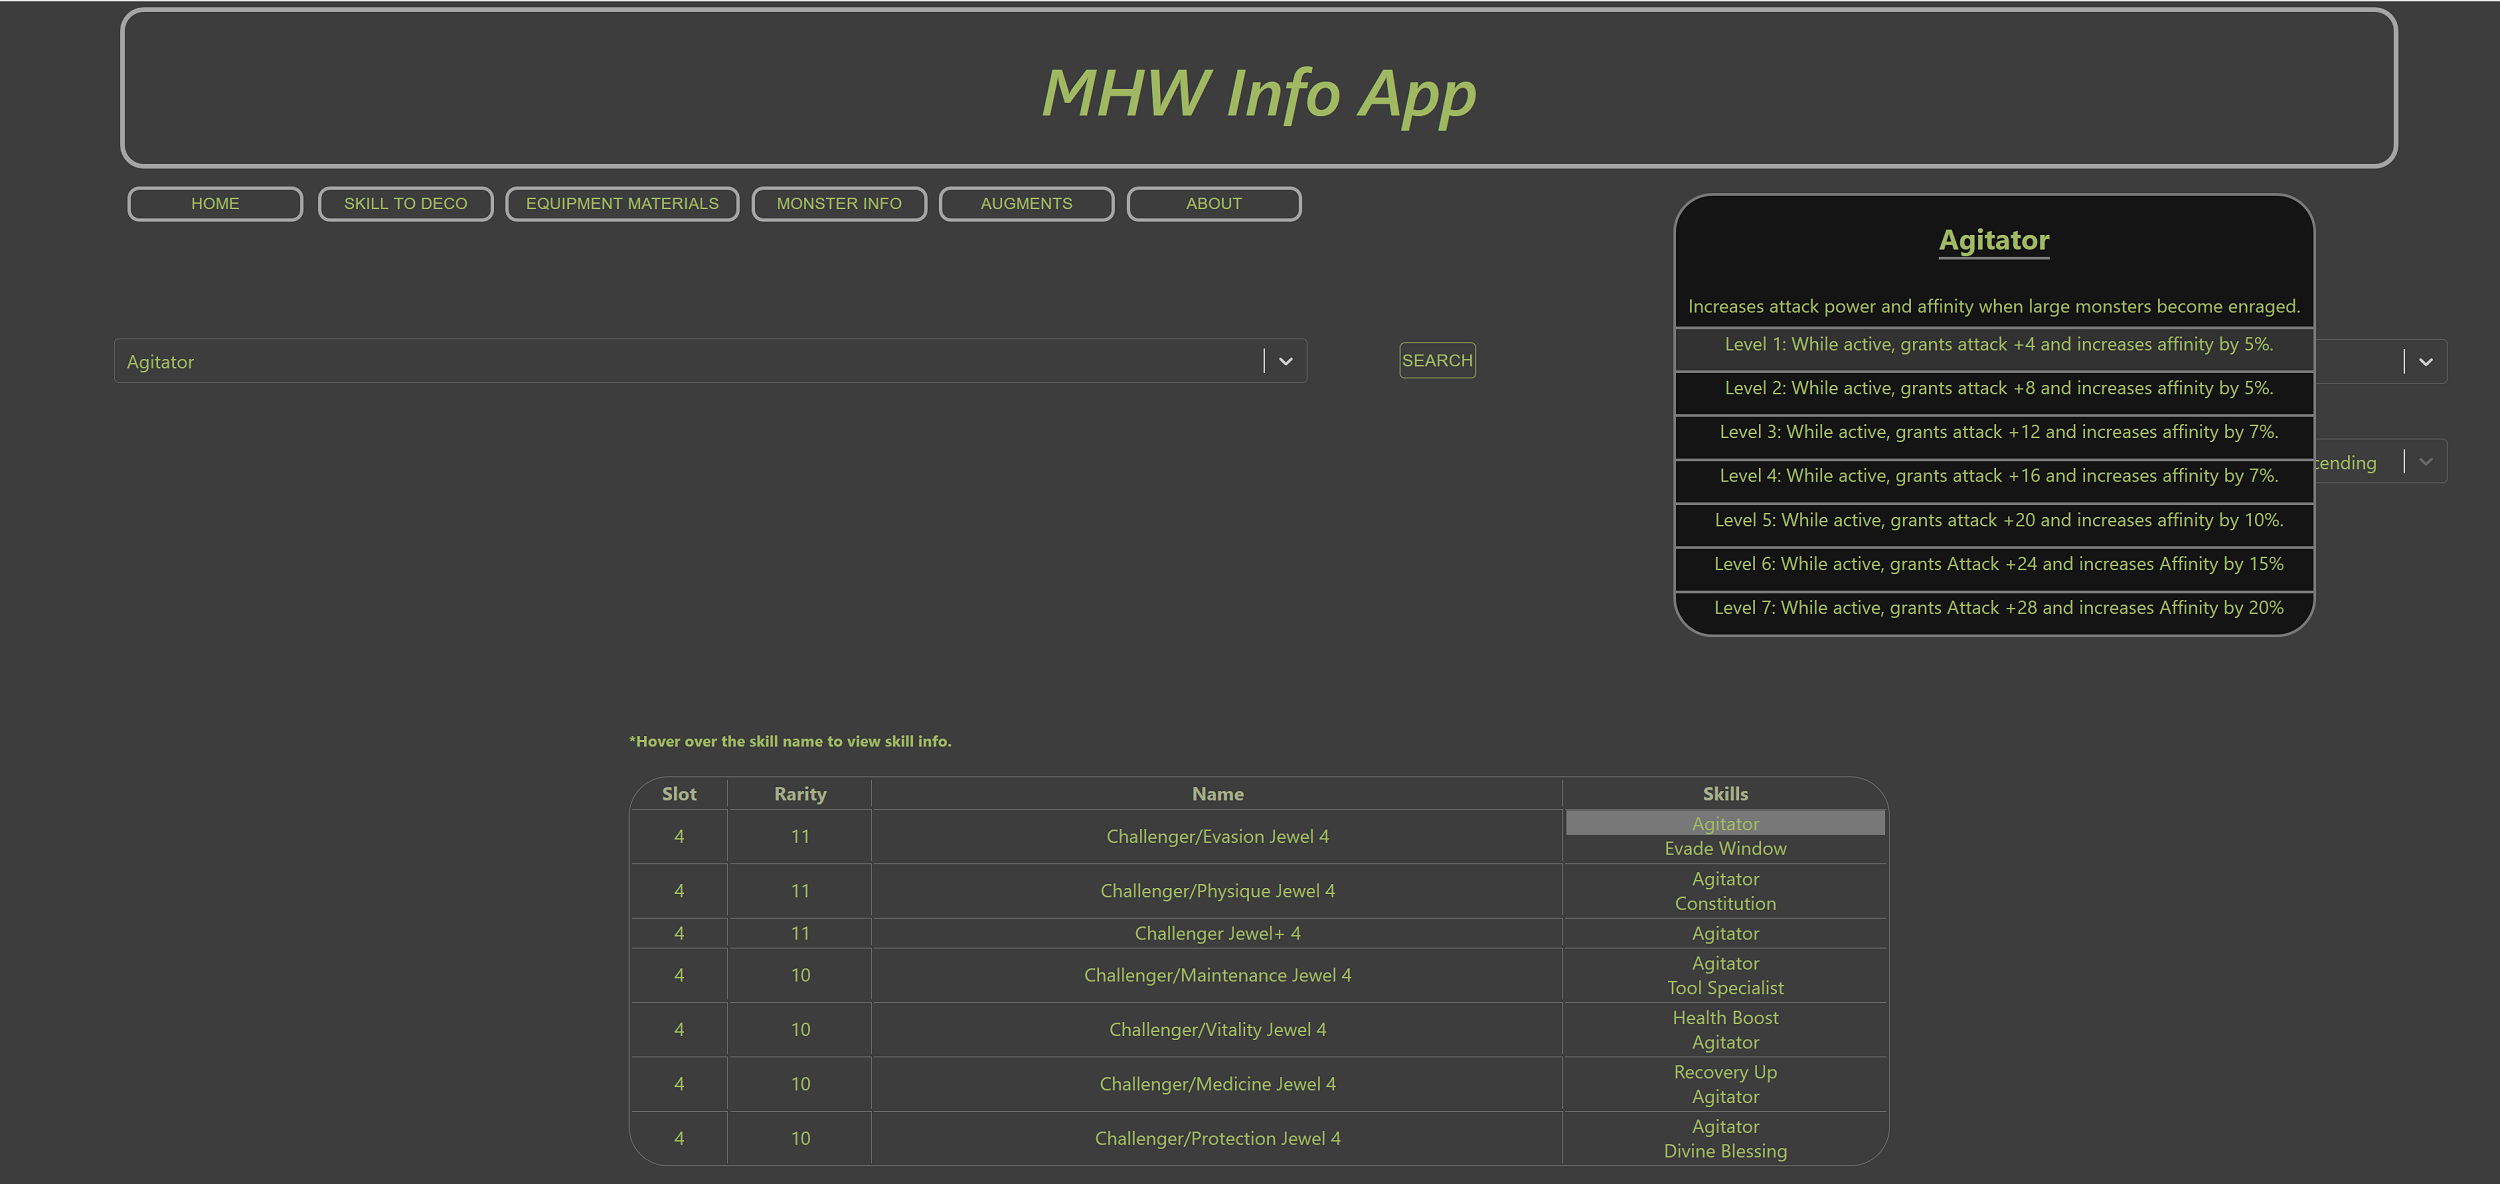 MHW Info App
HOME
SKILL TO DECO
EQUIPMENT MATERIALS
MONSTER INFO
AUGMENTS
ABOUT
Agitator
SEARCH
Agitator
Increases attack power and affinity when large monsters become enraged.
Level 1: While active, grants attack +4 and increases affinity by 5%.
Level 2: While active, grants attack +8 and increases affinity by 5%.
Level 3: While active, grants attack +12 and increases affinity by 7%.
Level 4: While active, grants attack +16 and increases affinity by 7%.
Level 5: While active, grants attack +20 and increases affinity by 10%.
Level 6: While active, grants Attack +24 and increases Affinity by 15%
Level 7: While active, grants Attack +28 and increases Affinity by 20%
*Hover over the skill name to view skill info.
Slot Rarity Name Skills
4 11 Challenger/Evasion Jewel 4 Agitator
Evade Window
4 11 Challenger/Physique Jewel 4 Agitator
Constitution
4 11 Challenger Jewel+ 4 Agitator
4 10 Challenger/Maintenance Jewel 4 Agitator
Tool Specialist
4 10 Challenger/Vitality Jewel 4 Health Boost
Agitator
4 10 Challenger/Medicine Jewel 4 Recovery Up
Agitator
4 10 Challenger/Protection Jewel 4 Agitator
Divine Blessing